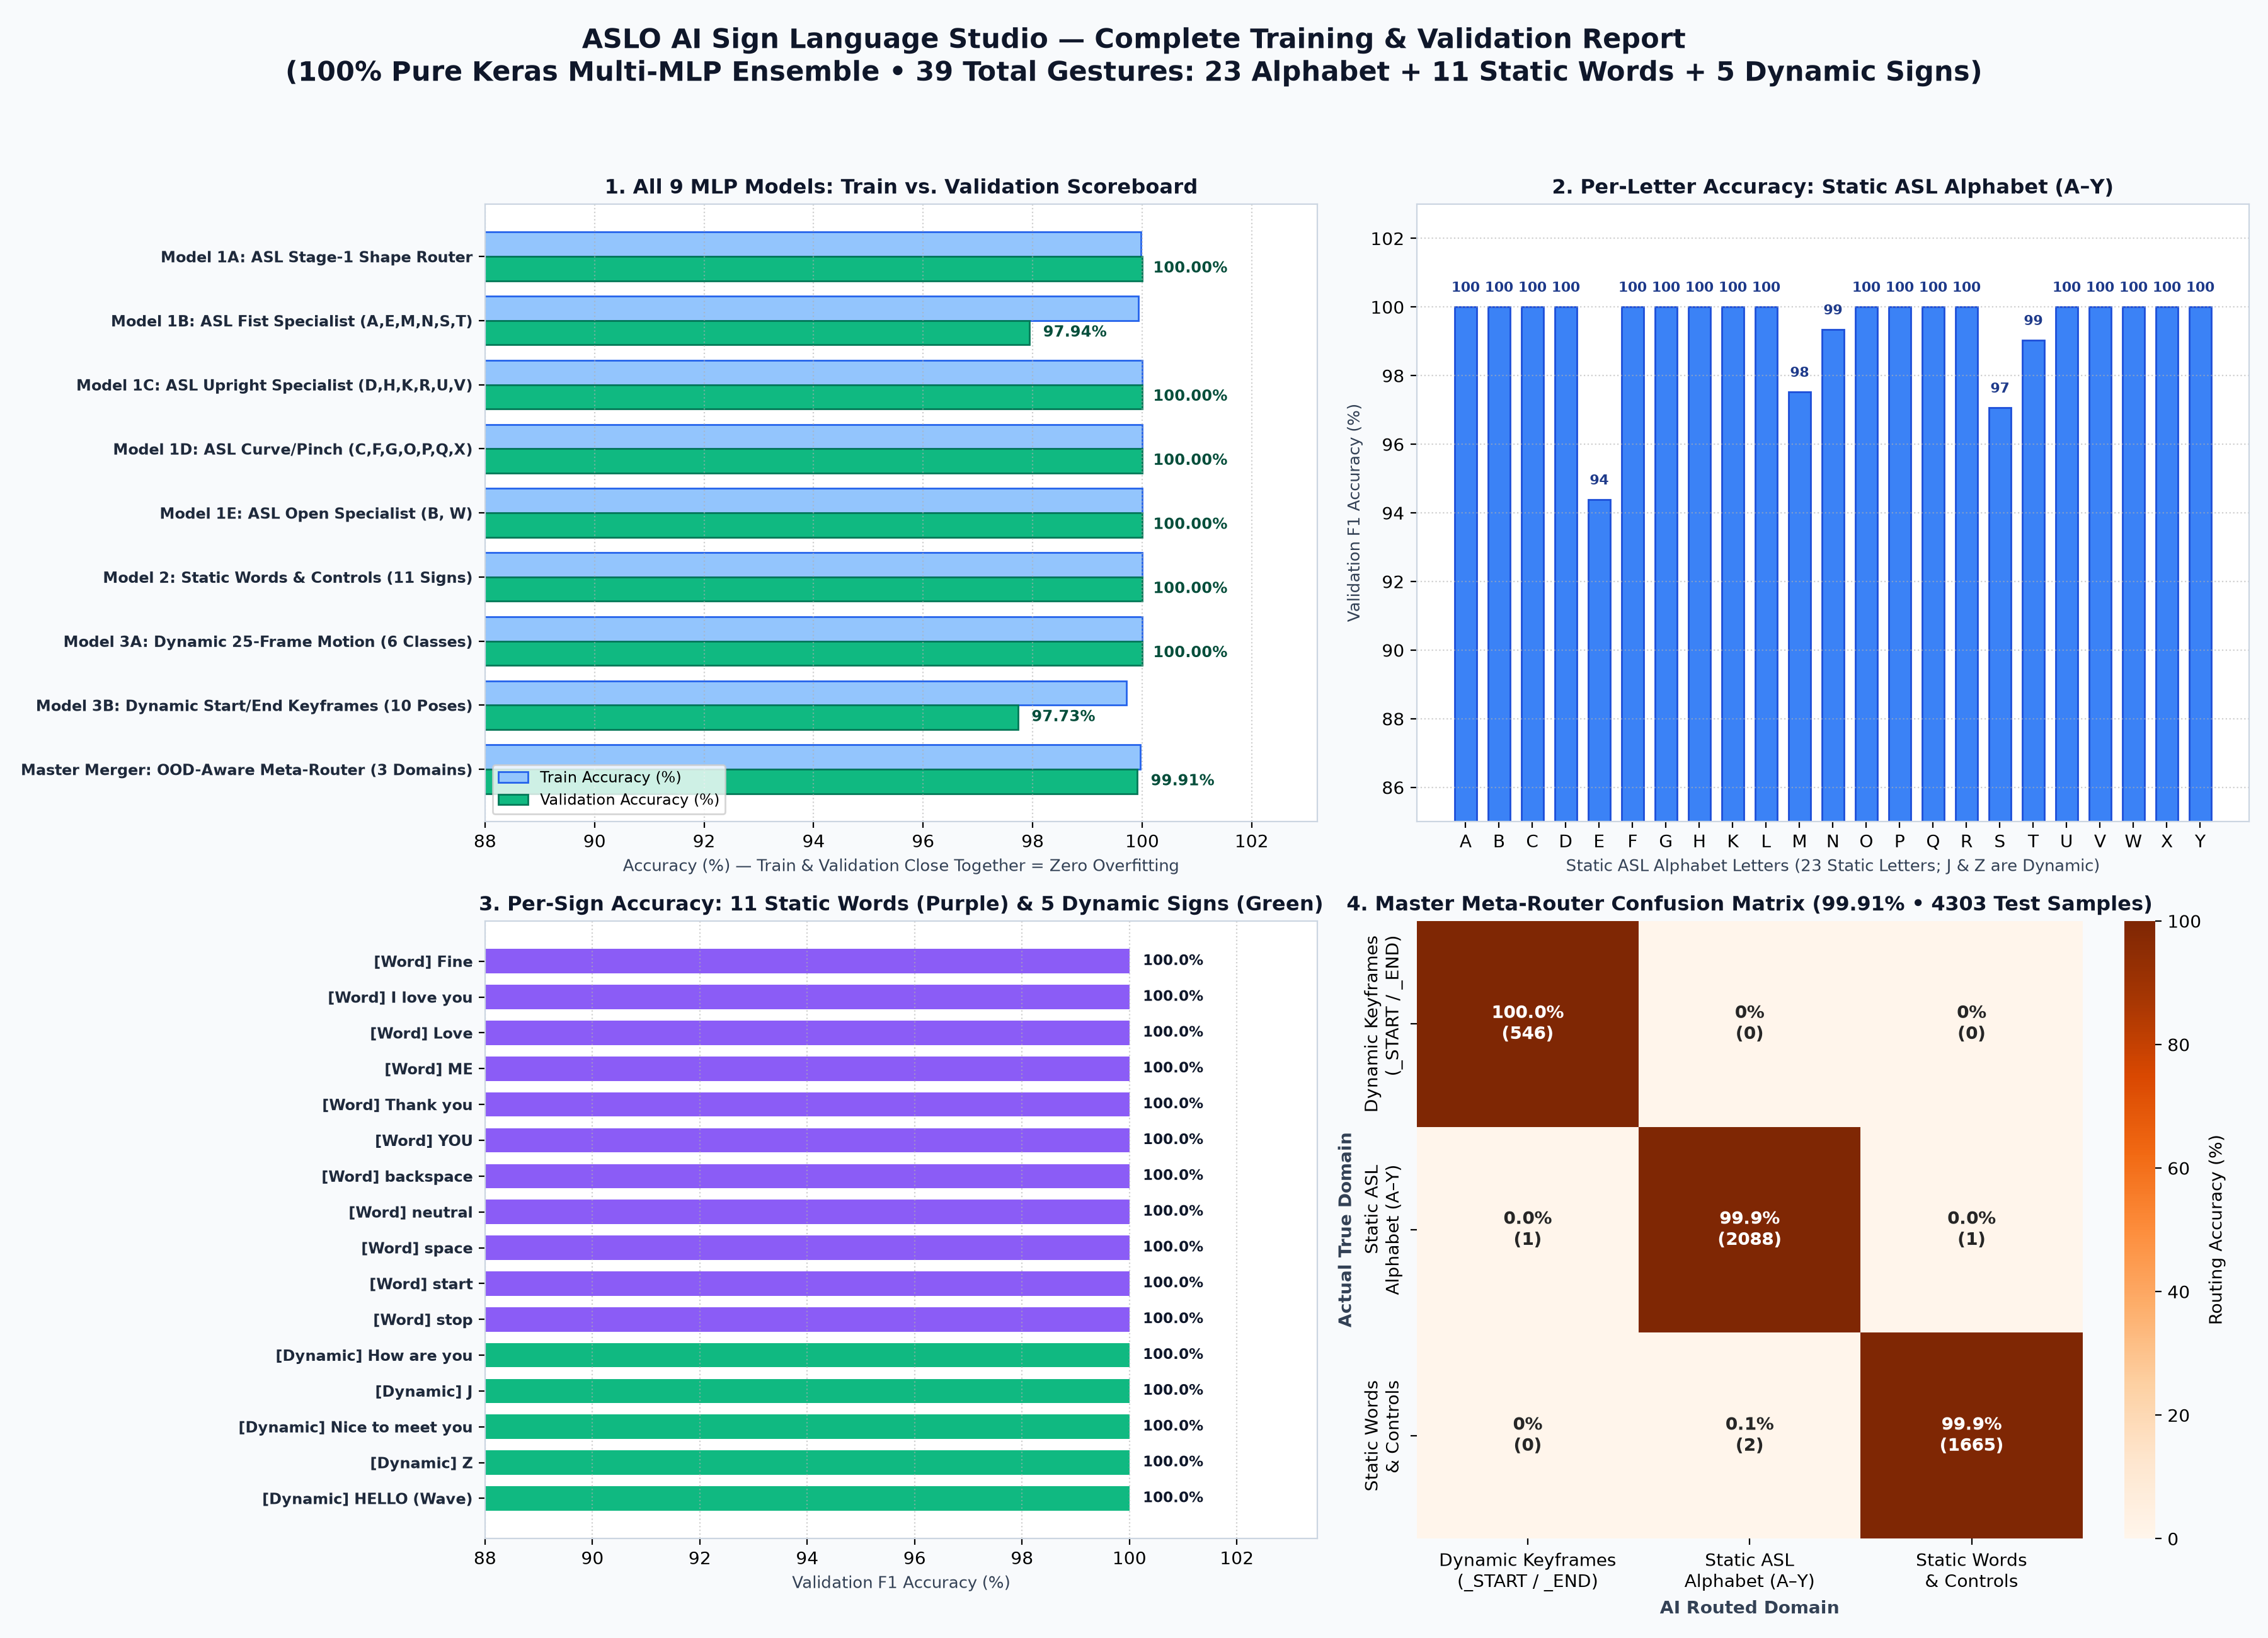 ASLO AI Sign Language Studio — Complete Training & Validation Report
(100% Pure Keras Multi-MLP Ensemble • 39 Total Gestures: 23 Alphabet + 11 Static Words + 5 Dynamic Signs)
1. All 9 MLP Models: Train vs. Validation Scoreboard
Model 1A: ASL Stage-1 Shape Router
100.00%
Model 1B: ASL Fist Specialist (A,E,M,N,S,T)
97.94%
Model 1C: ASL Upright Specialist (D,H,K,R,U,V)
100.00%
Model 1D: ASL Curve/Pinch (C,F,G,O,P,Q,X)
100.00%
Model 1E: ASL Open Specialist (B, W)
100.00%
Model 2: Static Words & Controls (11 Signs)
100.00%
Model 3A: Dynamic 25-Frame Motion (6 Classes)
100.00%
Model 3B: Dynamic Start/End Keyframes (10 Poses)
97.73%
Master Merger: OOD-Aware Meta-Router (3 Domains)
99.91%
Train Accuracy (%)
Validation Accuracy (%)
88 90 92 94 96 98 100 102
Accuracy (%) — Train & Validation Close Together = Zero Overfitting
2. Per-Letter Accuracy: Static ASL Alphabet (A–Y)
Validation F1 Accuracy (%)
102
100
98
96
94
92
90
88
86
100 100 100 100 94 100 100 100 100 100 98 99 100 100 100 100 97 99 100 100 100 100 100
A B C D E F G H K L M N O P Q R S T U V W X Y
Static ASL Alphabet Letters (23 Static Letters; J & Z are Dynamic)
3. Per-Sign Accuracy: 11 Static Words (Purple) & 5 Dynamic Signs (Green)
[Word] Fine
100.0%
[Word] I love you
100.0%
[Word] Love
100.0%
[Word] ME
100.0%
[Word] Thank you
100.0%
[Word] YOU
100.0%
[Word] backspace
100.0%
[Word] neutral
100.0%
[Word] space
100.0%
[Word] start
100.0%
[Word] stop
100.0%
[Dynamic] How are you
100.0%
[Dynamic] J
100.0%
[Dynamic] Nice to meet you
100.0%
[Dynamic] Z
100.0%
[Dynamic] HELLO (Wave)
100.0%
88 90 92 94 96 98 100 102
Validation F1 Accuracy (%)
4. Master Meta-Router Confusion Matrix (99.91% • 4303 Test Samples)
Actual True Domain
Dynamic Keyframes
(_START / _END)
100.0% 0% 0%
(546) (0) (0)
Static ASL
Alphabet (A–Y)
0.0% 99.9% 0.0%
(1) (2088) (1)
Static Words
& Controls
0% 0.1% 99.9%
(0) (2) (1665)
Dynamic Keyframes
(_START / _END)
Static ASL
Alphabet (A–Y)
Static Words
& Controls
AI Routed Domain
100
80
60
40
20
0
Routing Accuracy (%)